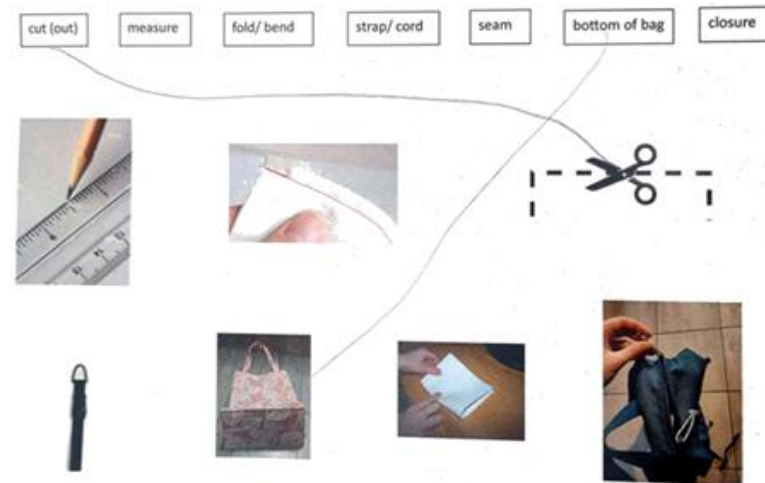 cut (out) measure fold/ bend strap/ cord seam bottom of bag closure